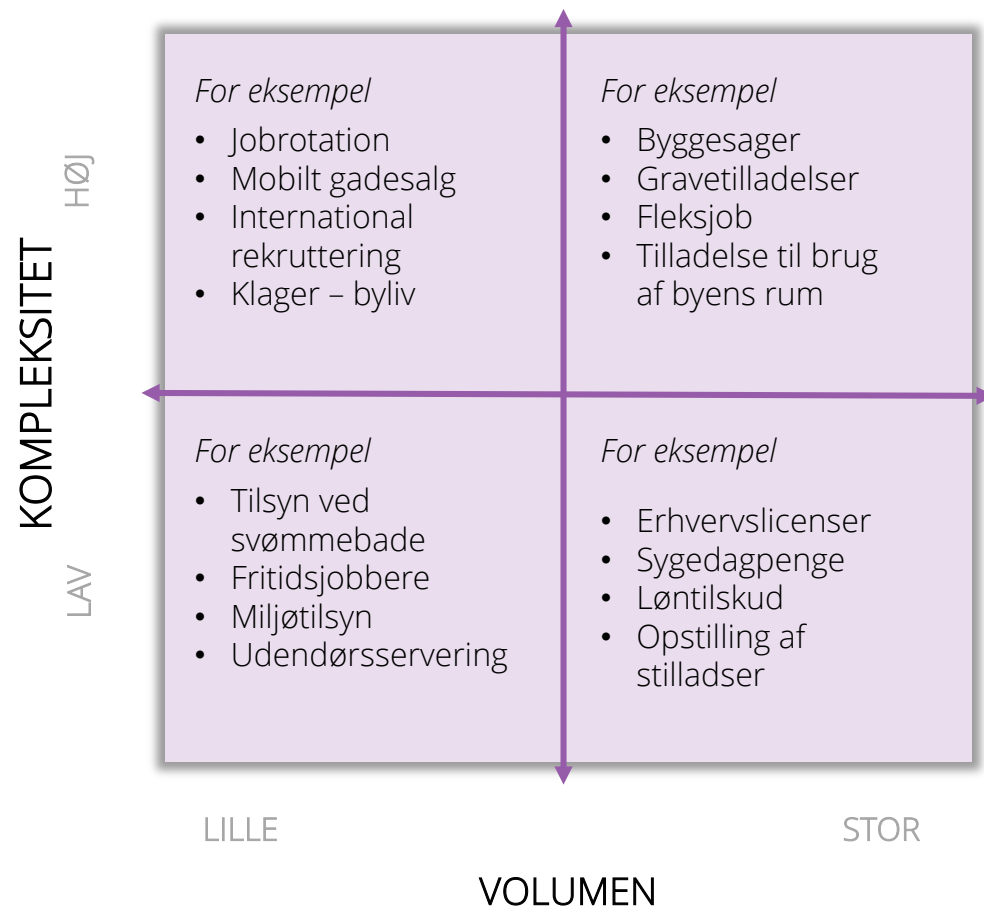 KOMPLEKSITET
HØJ
LAV
For eksempel
• Jobrotation
• Mobilt gadesalg
• International
rekruttering
• Klager – byliv
For eksempel
• Byggesager
• Gravetilladelser
• Fleksjob
• Tilladelse til brug
af byens rum
For eksempel
• Tilsyn ved
svømmebade
• Fritidsjobbere
• Miljøtilsyn
• Udendørsservering
For eksempel
• Erhvervslicenser
• Sygedagpenge
• Løntilskud
• Opstilling af
stilladser
LILLE
STOR
VOLUMEN